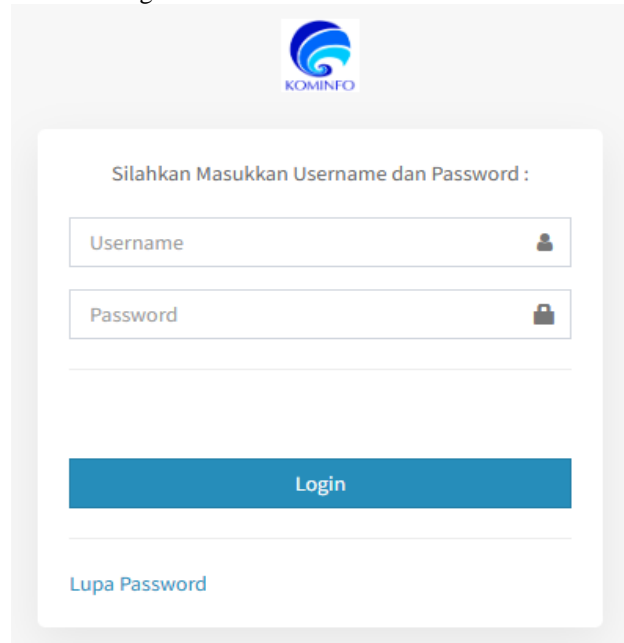 KOMINFO
Silahkan Masukkan Username dan Password :
Username
Password
Login
Lupa Password